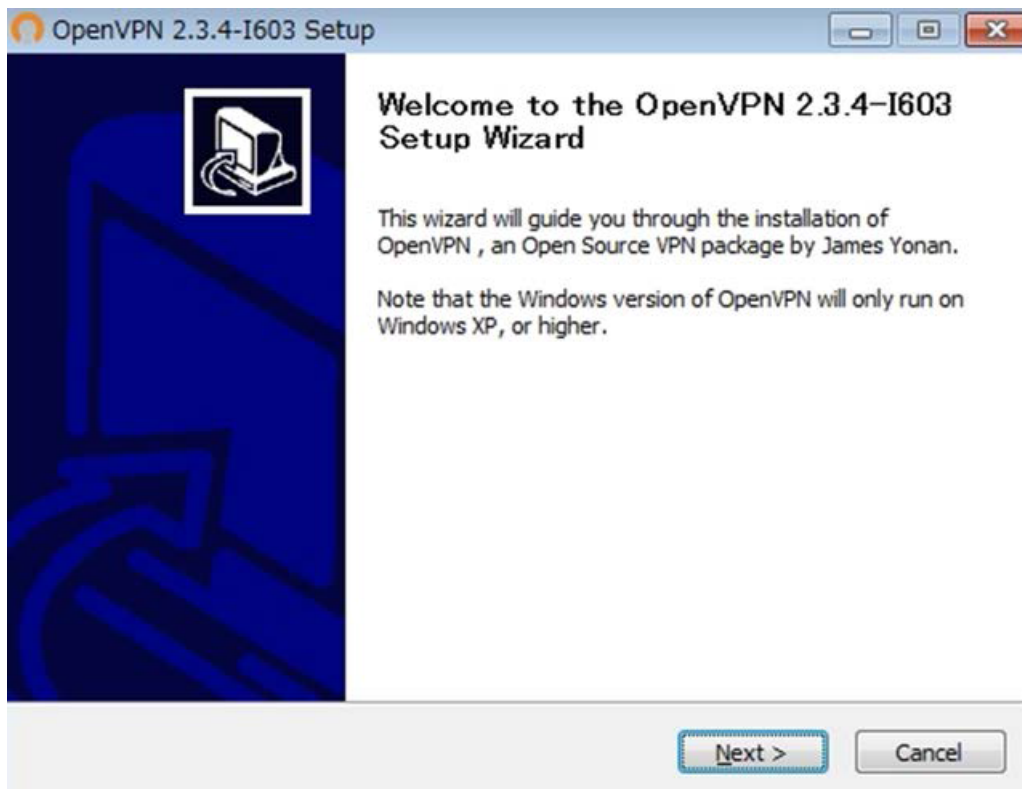 OpenVPN 2.3.4-I603 Setup
Welcome to the OpenVPN 2.3.4-I603
Setup Wizard
This wizard will guide you through the installation of
OpenVPN , an Open Source VPN package by James Yonan.
Note that the Windows version of OpenVPN will only run on
Windows XP, or higher.
Next >
Cancel